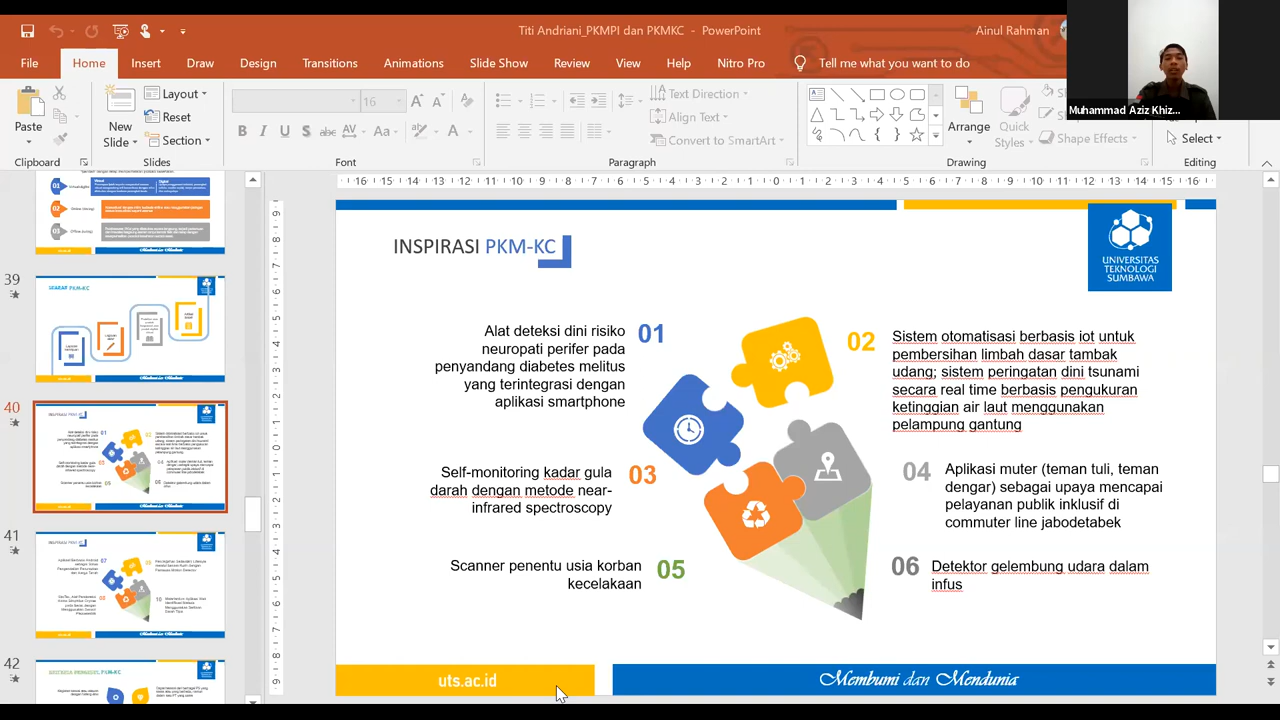 Titi Andriani_PKMPI dan PKMKC - PowerPoint
Ainul Rahman
File Home Insert Draw Design Transitions Animations Slide Show Review View Help Nitro Pro Tell me what you want to do
Muhammad Aziz Khiz...
Paste
New
Slide
Layout
Reset
Section
16
Text Direction
Align Text
Convert to SmartArt
Arrange
Quick
Styles
Shape Effects
Select
Clipboard Slides Font Paragraph Drawing Editing
39
40
41
42
INSPIRASI PKM-KC
UNIVERSITAS
TEKNOLOGI
SUMBAWA
01
Alat deteksi dini risiko
neuropati perifer pada
penyandang diabetes melitus
yang terintegrasi dengan
aplikasi smartphone
02
Sistem otomatisasi berbasis iot untuk
pembersihan limbah dasar tambak
udang; sistem peringatan dini tsunami
secara real time berbasis pengukuran
ketinggian air laut menggunakan
pelampung gantung
03
Self-monitoring kadar gula
darah dengan metode near-
infrared spectroscopy
04
Aplikasi muter (teman tuli, teman
dengar) sebagai upaya mencapai
pelayanan publik inklusif di
commuter line jabodetabek
05
Scanner penentu usia korban
kecelakaan
06
Detektor gelembung udara dalam
infus
uts.ac.id
Membumi dan Mendunia